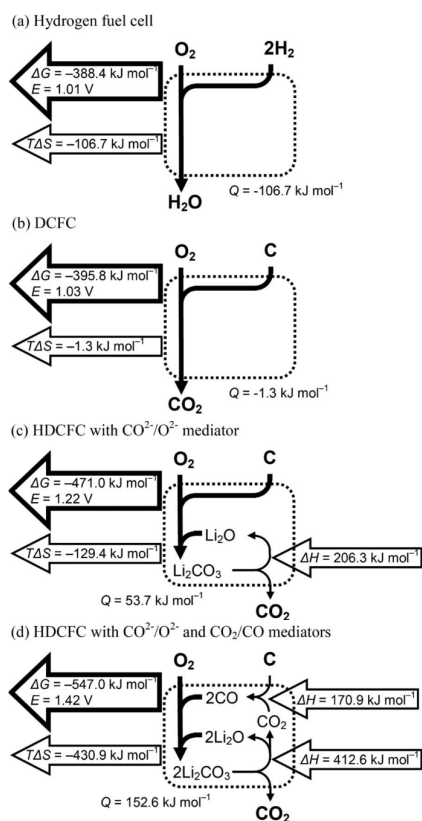 (a) Hydrogen fuel cell
O₂ 2H₂
ΔG = –388.4 kJ mol⁻¹
E = 1.01 V
TΔS = –106.7 kJ mol⁻¹
H₂O
Q = -106.7 kJ mol⁻¹
(b) DCFC
O₂ C
ΔG = –395.8 kJ mol⁻¹
E = 1.03 V
TΔS = –1.3 kJ mol⁻¹
CO₂
Q = -1.3 kJ mol⁻¹
(c) HDCFC with CO²⁻/O²⁻ mediator
O₂ C
ΔG = –471.0 kJ mol⁻¹
E = 1.22 V
Li₂O
TΔS = –129.4 kJ mol⁻¹
ΔH = 206.3 kJ mol⁻¹
Li₂CO₃
Q = 53.7 kJ mol⁻¹
CO₂
(d) HDCFC with CO²⁻/O²⁻ and CO₂/CO mediators
O₂ C
ΔG = –547.0 kJ mol⁻¹
E = 1.42 V
2CO
ΔH = 170.9 kJ mol⁻¹
CO₂
2Li₂O
TΔS = –430.9 kJ mol⁻¹
ΔH = 412.6 kJ mol⁻¹
2Li₂CO₃
Q = 152.6 kJ mol⁻¹
CO₂